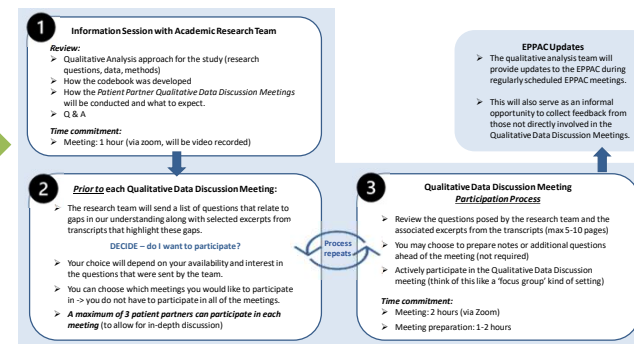 1
Information Session with Academic Research Team
Review:
➢ Qualitative Analysis approach for the study (research
questions, data, methods)
➢ How the codebook was developed
➢ How the Patient Partner Qualitative Data Discussion Meetings
will be conducted and what to expect.
➢ Q & A
Time commitment:
➢ Meeting: 1 hour (via zoom, will be video recorded)
EPPAC Updates
➢ The qualitative analysis team will
provide updates to the EPPAC during
regularly scheduled EPPAC meetings.
➢ This will also serve as an informal
opportunity to collect feedback from
those not directly involved in the
Qualitative Data Discussion Meetings.
2
Prior to each Qualitative Data Discussion Meeting:
➢ The research team will send a list of questions that relate to
gaps in our understanding along with selected excerpts from
transcripts that highlight these gaps.
DECIDE – do I want to participate?
➢ Your choice will depend on your availability and interest in
the questions that were sent by the team.
➢ You can choose which meetings you would like to participate
in -> you do not have to participate in all of the meetings.
➢ A maximum of 3 patient partners can participate in each
meeting (to allow for in-depth discussion)
Process
repeats
3
Qualitative Data Discussion Meeting
Participation Process
➢ Review the questions posed by the research team and the
associated excerpts from the transcripts (max 5-10 pages)
➢ You may choose to prepare notes or additional questions
ahead of the meeting (not required)
➢ Actively participate in the Qualitative Data Discussion
meeting (think of this like a 'focus group' kind of setting)
Time commitment:
➢ Meeting: 2 hours (via Zoom)
➢ Meeting preparation: 1-2 hours